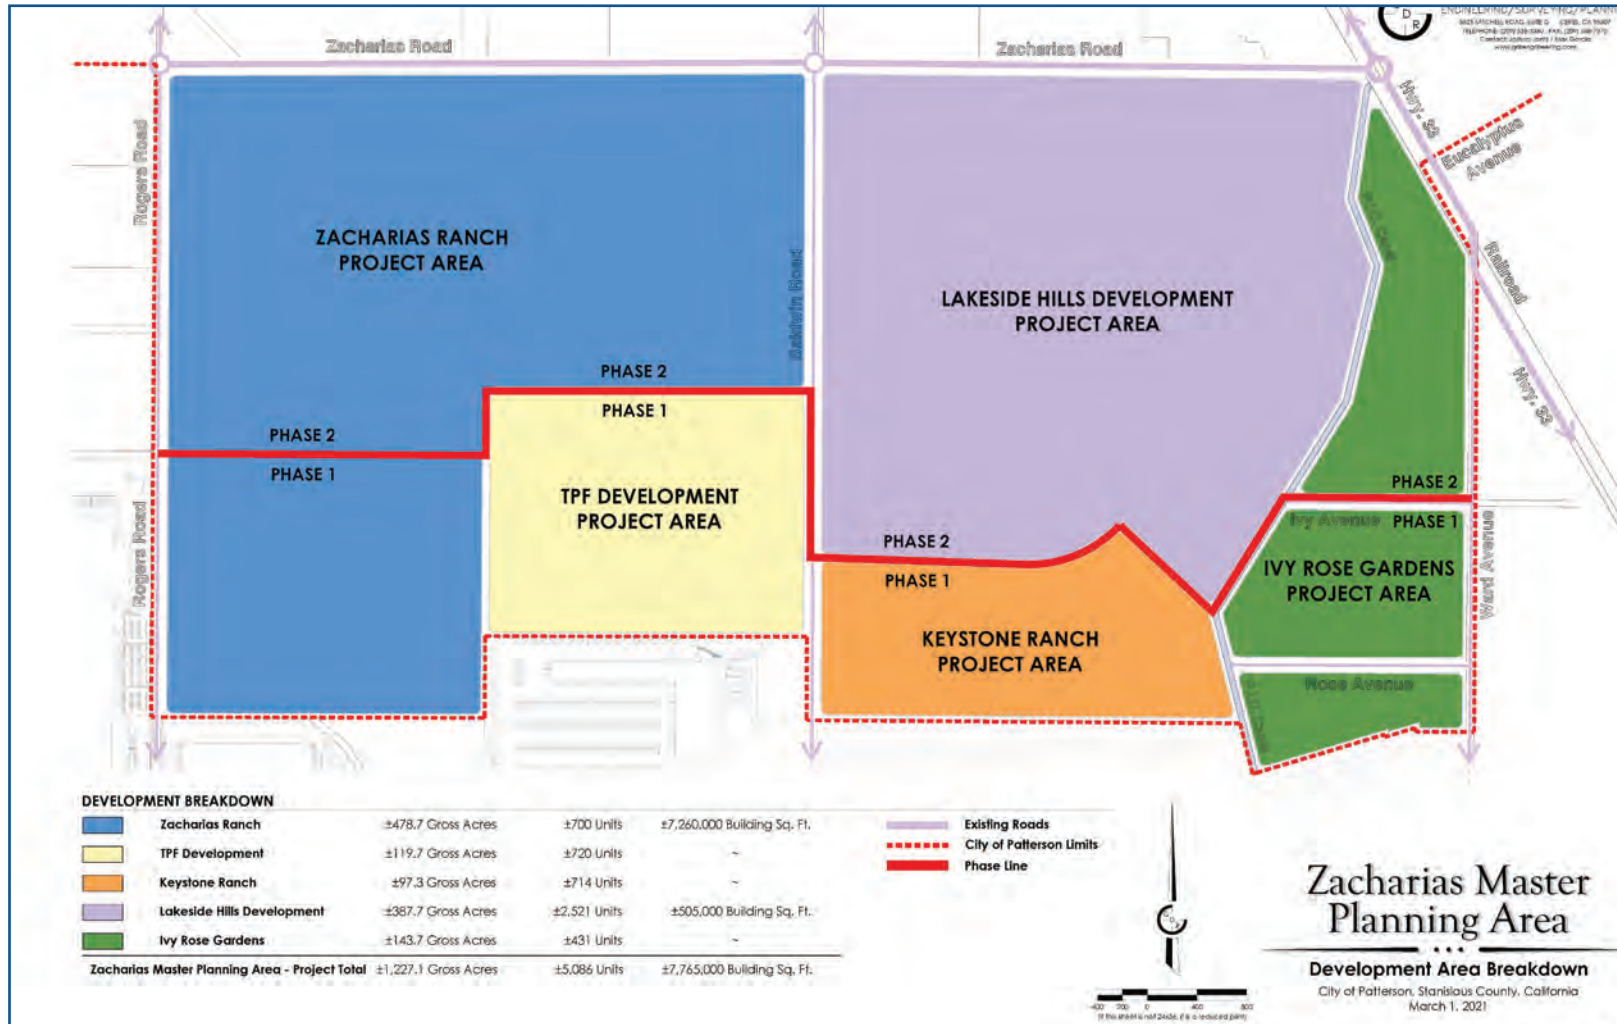 ENGINEERING/SURVEYING/PLANNI
D
R
Zacharias Road
Zacharias Road
Hwy. 33
Eucalyptus
Avenue
Rogers Road
Baldwin Road
Railroad
Hwy. 33
ZACHARIAS RANCH
PROJECT AREA
LAKESIDE HILLS DEVELOPMENT
PROJECT AREA
PHASE 2
PHASE 1
PHASE 2
PHASE 1
TPF DEVELOPMENT
PROJECT AREA
PHASE 2
PHASE 1
PHASE 2
Ivy Avenue
PHASE 1
Rogers Road
Ward Avenue
IVY ROSE GARDENS
PROJECT AREA
KEYSTONE RANCH
PROJECT AREA
Rose Avenue
DEVELOPMENT BREAKDOWN
Zacharias Ranch ±478.7 Gross Acres ±700 Units ±7,260,000 Building Sq. Ft.
TPF Development ±119.7 Gross Acres ±720 Units ~
Keystone Ranch ±97.3 Gross Acres ±714 Units ~
Lakeside Hills Development ±387.7 Gross Acres ±2,521 Units ±505,000 Building Sq. Ft.
Ivy Rose Gardens ±143.7 Gross Acres ±431 Units ~
Zacharias Master Planning Area - Project Total ±1,227.1 Gross Acres ±5,086 Units ±7,765,000 Building Sq. Ft.
Existing Roads
City of Patterson Limits
Phase Line
400 200 0 400 800
Zacharias Master
Planning Area
Development Area Breakdown
City of Patterson, Stanislaus County, California
March 1, 2021